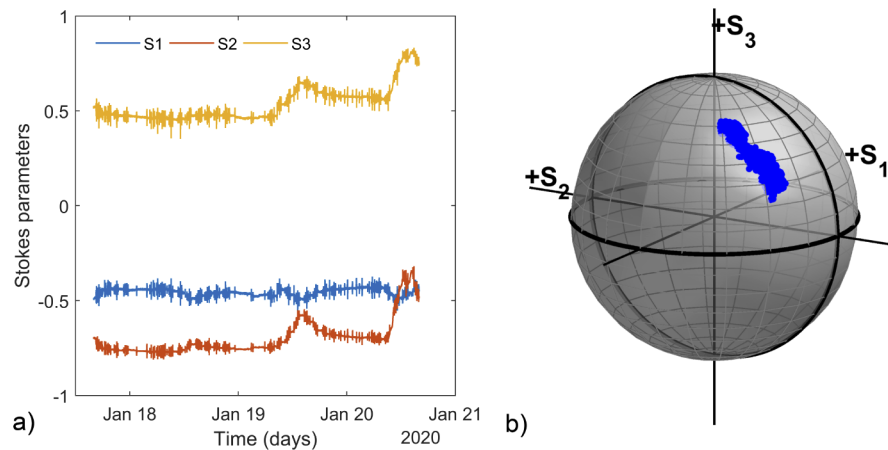 S1 S2 S3
1
0.5
0
-0.5
-1
Stokes parameters
Jan 18 Jan 19 Jan 20 Jan 21
2020
Time (days)
a)
+S3
+S1
+S2
b)